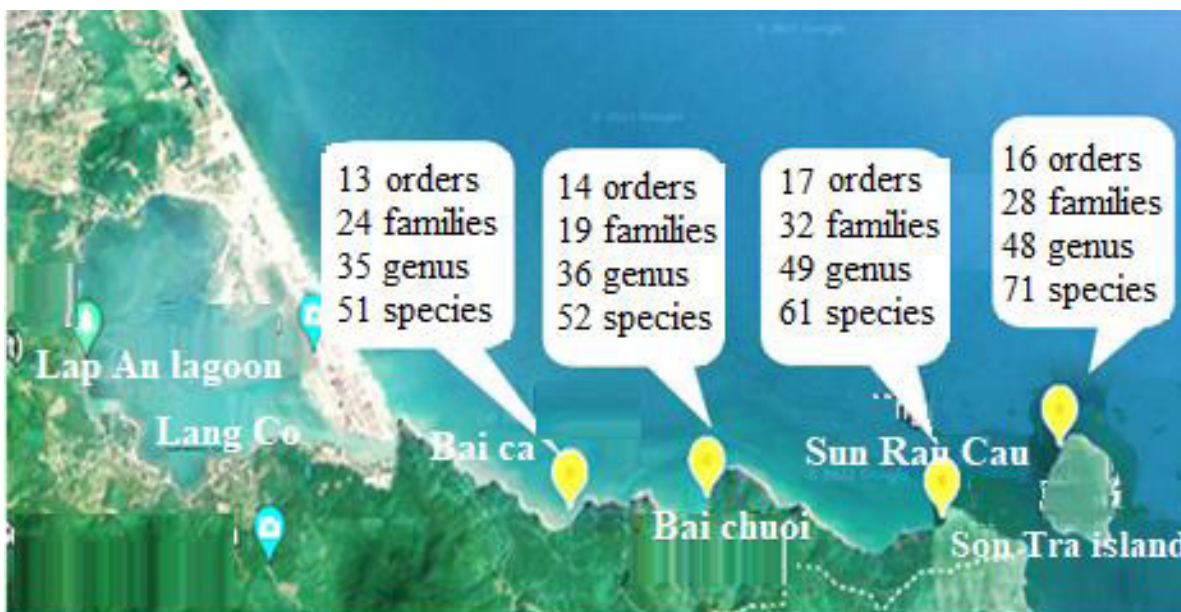 13 orders
24 families
35 genus
51 species
14 orders
19 families
36 genus
52 species
17 orders
32 families
49 genus
61 species
16 orders
28 families
48 genus
71 species
Lap An lagoon
Lang Co
Bai ca
Bai chuoi
Sun Rau Cau
Son Tra island